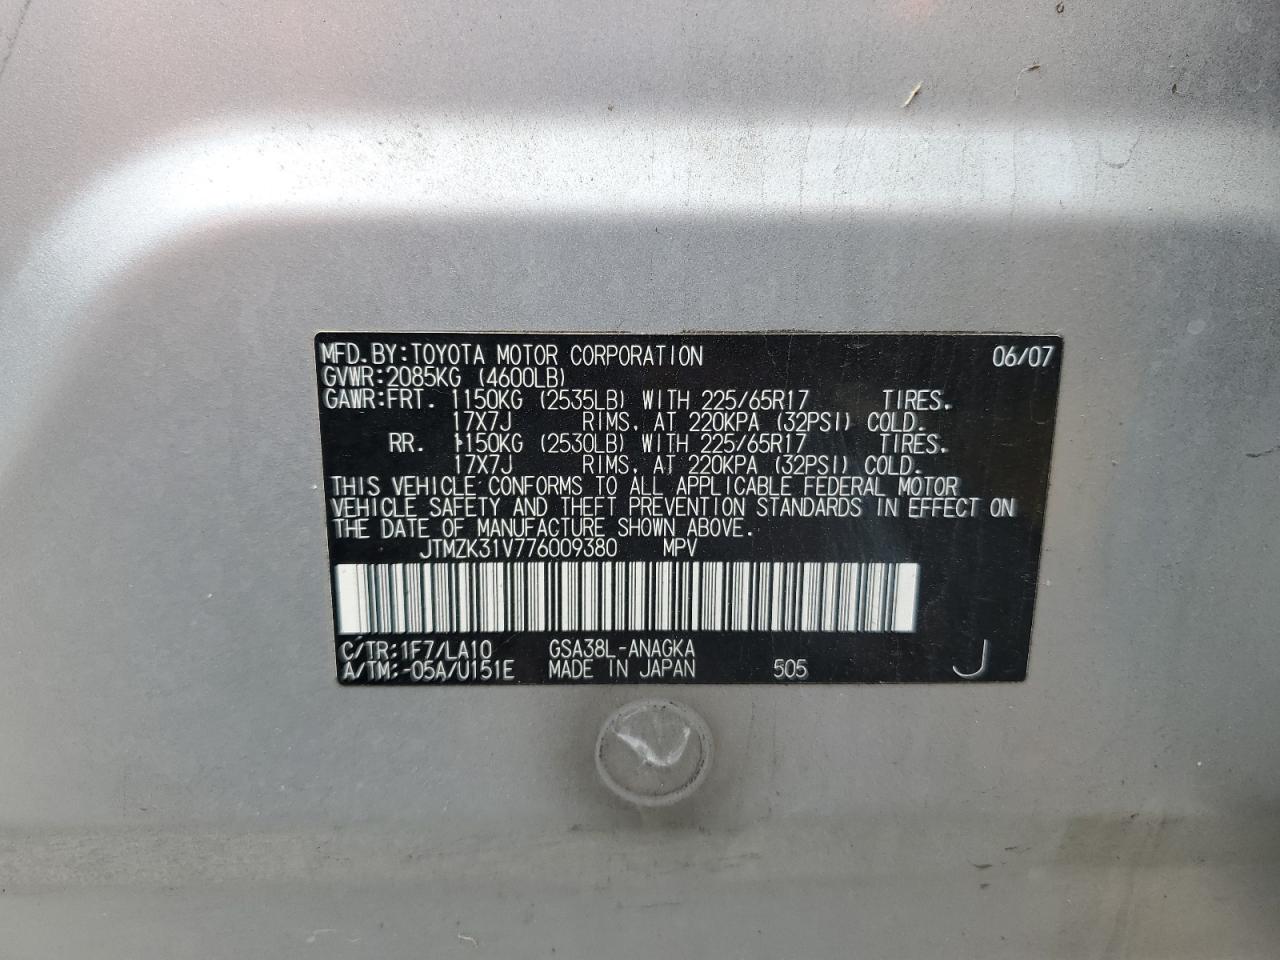 MFD.BY:TOYOTA MOTOR CORPORATION 06/07
GVWR:2085KG (4600LB)
GAWR:FRT. 1150KG (2535LB) WITH 225/65R17 TIRES.
17X7J RIMS. AT 220KPA (32PSI) COLD.
RR. 1150KG (2530LB) WITH 225/65R17 TIRES.
17X7J RIMS. AT 220KPA (32PSI) COLD.
THIS VEHICLE CONFORMS TO ALL APPLICABLE FEDERAL MOTOR
VEHICLE SAFETY AND THEFT PREVENTION STANDARDS IN EFFECT ON
THE DATE OF MANUFACTURE SHOWN ABOVE.
JTMZK31V776009380 MPV
C/TR:1F7/LA10 GSA38L-ANAGKA
A/TM:-05A/U151E MADE IN JAPAN 505 J